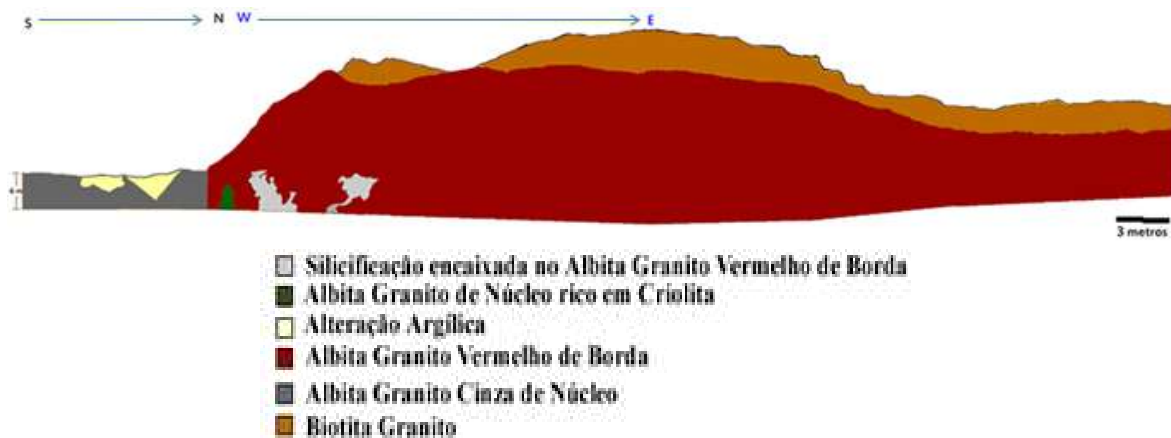 S N W E
4 m
3 metros
Silicificação encaixada no Albita Granito Vermelho de Borda
Albita Granito de Núcleo rico em Criolita
Alteração Argílica
Albita Granito Vermelho de Borda
Albita Granito Cinza de Núcleo
Biotita Granito